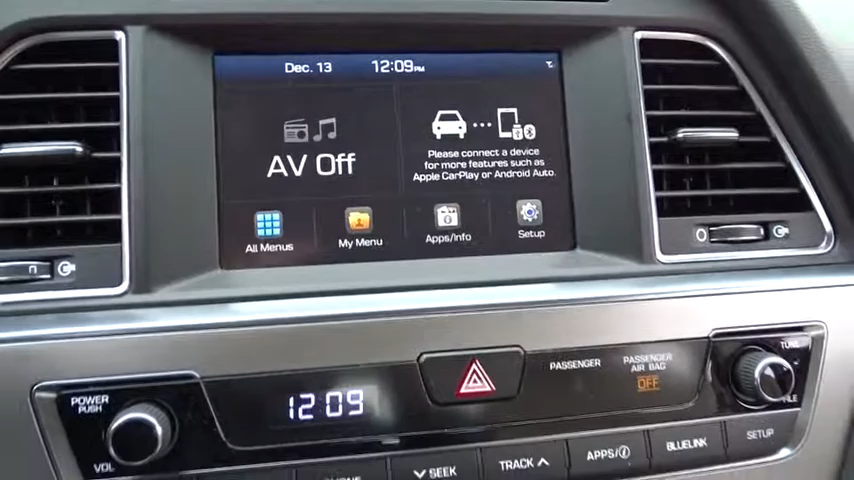 Dec. 13 12:09PM
AV Off
Please connect a device
for more features such as
Apple CarPlay or Android Auto.
All Menus
My Menu
Apps/Info
Setup
POWER
PUSH
VOL
12:09
PASSENGER
PASSENGER
AIR BAG
OFF
TUNE
FILE
SEEK
TRACK
APPS/i
BLUELINK
SETUP